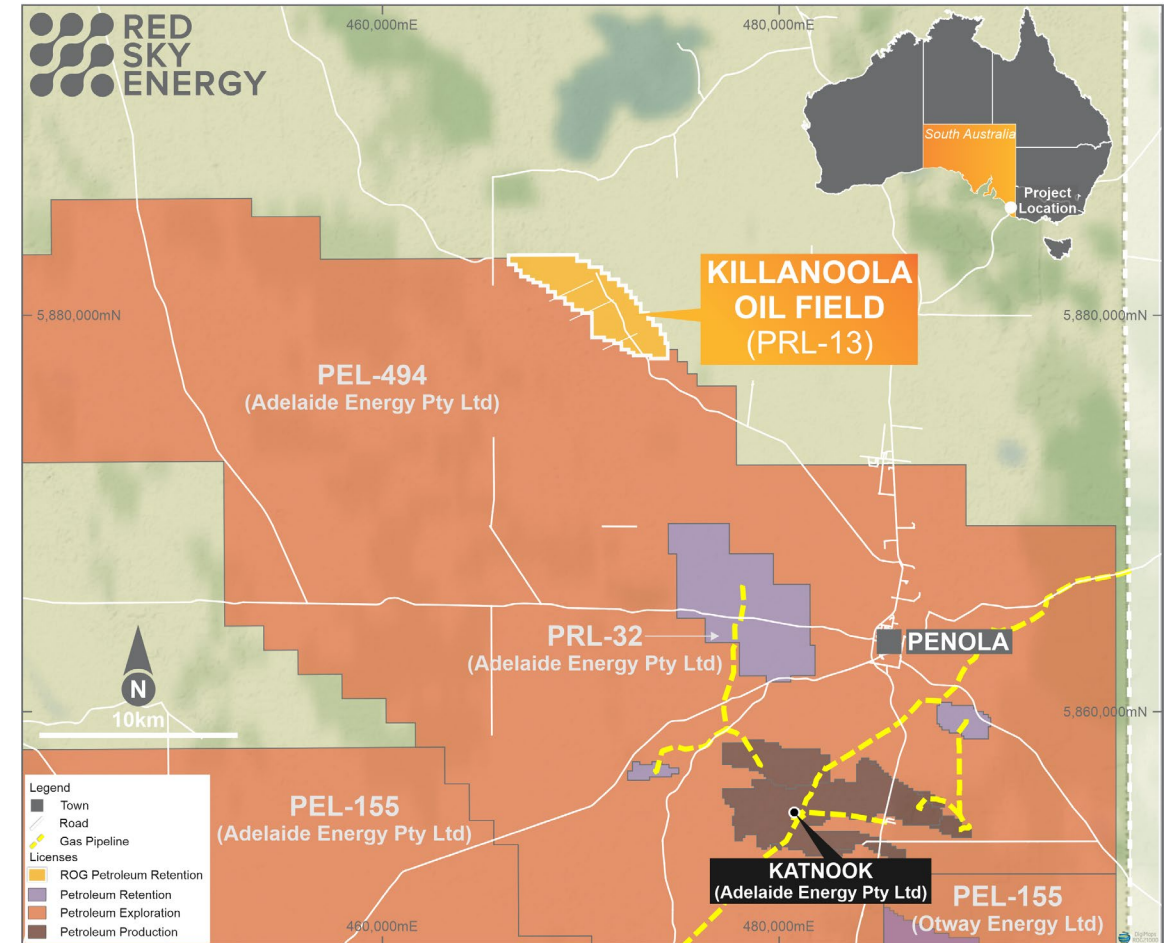 RED
SKY
ENERGY
460,000mE
480,000mE
South Australia
Project
Location
KILLANOOLA
OIL FIELD
(PRL-13)
5,880,000mN
5,880,000mN
PEL-494
(Adelaide Energy Pty Ltd)
PRL-32
(Adelaide Energy Pty Ltd)
PENOLA
N
10km
5,860,000mN
PEL-155
(Adelaide Energy Pty Ltd)
KATNOOK
(Adelaide Energy Pty Ltd)
PEL-155
(Otway Energy Ltd)
Legend
Town
Road
Gas Pipeline
Licenses
ROG Petroleum Retention
Petroleum Retention
Petroleum Exploration
Petroleum Production
460,000mE
480,000mE